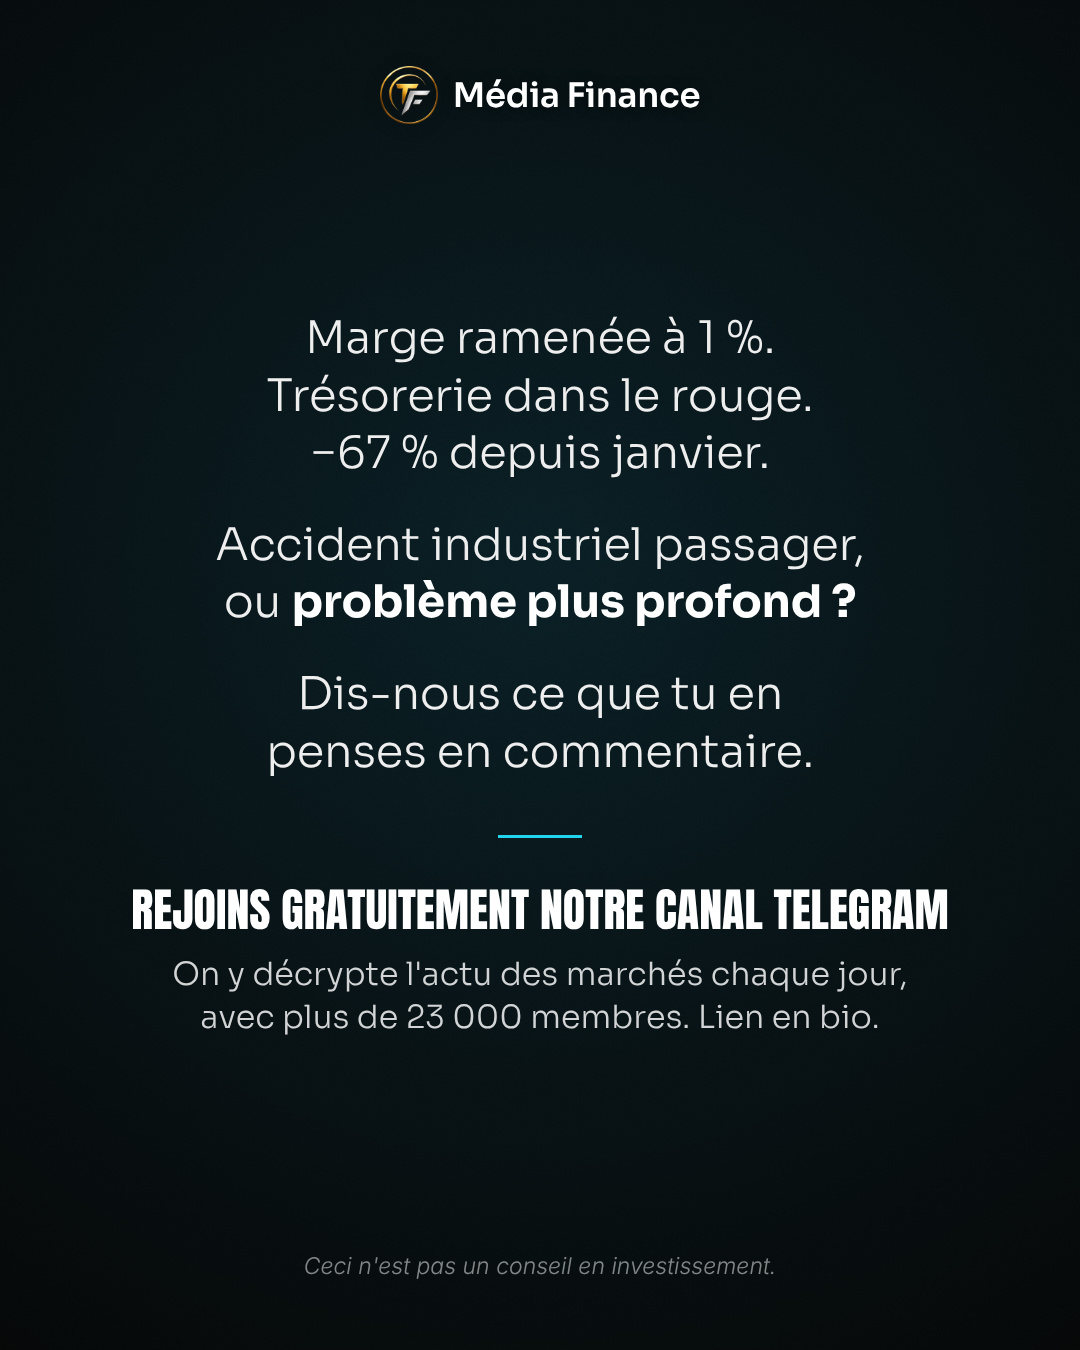 TF Média Finance
Marge ramenée à 1 %.
Trésorerie dans le rouge.
−67 % depuis janvier.
Accident industriel passager,
ou problème plus profond ?
Dis-nous ce que tu en
penses en commentaire.
REJOINS GRATUITEMENT NOTRE CANAL TELEGRAM
On y décrypte l'actu des marchés chaque jour,
avec plus de 23 000 membres. Lien en bio.
Ceci n'est pas un conseil en investissement.